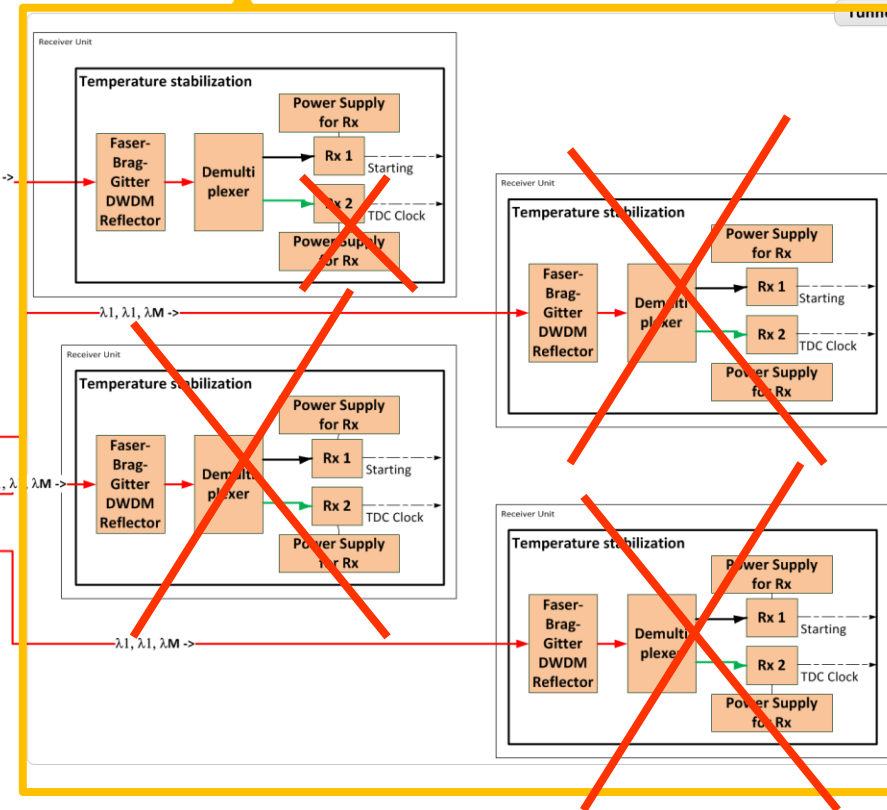 Receiver Unit
Temperature stabilization
Power Supply
for Rx
Faser-
Brag-
Gitter
DWDM
Reflector
Demulti
plexer
Rx 1
Starting
Rx 2
TDC Clock
Power Supply
for Rx
->
λ1, λ1, λM ->
Receiver Unit
Temperature stabilization
Power Supply
for Rx
Faser-
Brag-
Gitter
DWDM
Reflector
Demulti
plexer
Rx 1
Starting
Rx 2
TDC Clock
Power Supply
for Rx
Receiver Unit
Temperature stabilization
Power Supply
for Rx
Faser-
Brag-
Gitter
DWDM
Reflector
Demulti
plexer
Rx 1
Starting
Rx 2
TDC Clock
Power Supply
for Rx
λM ->
λ1, λ1, λM ->
Receiver Unit
Temperature stabilization
Power Supply
for Rx
Faser-
Brag-
Gitter
DWDM
Reflector
Demulti
plexer
Rx 1
Starting
Rx 2
TDC Clock
Power Supply
for Rx